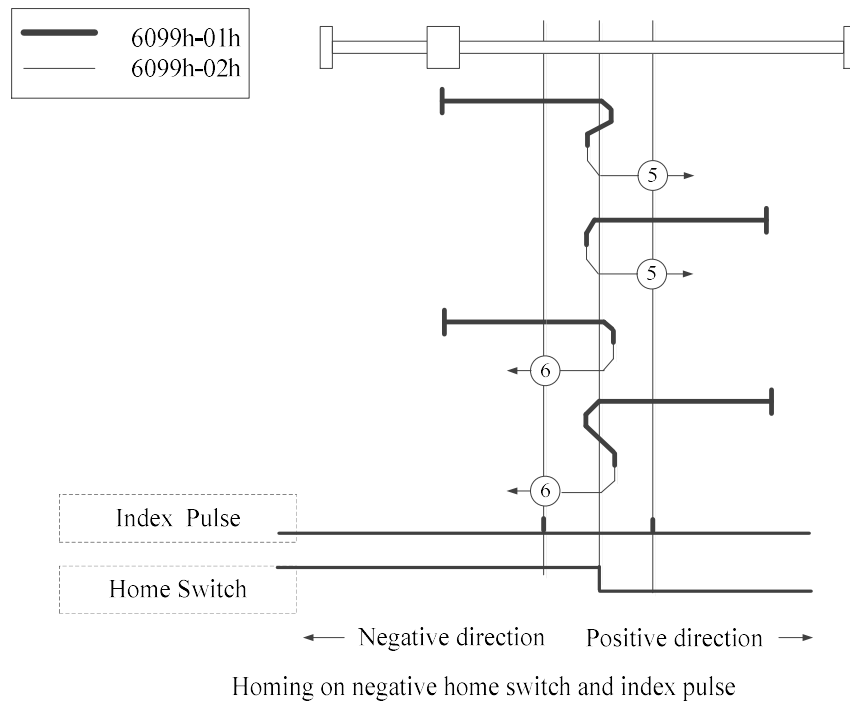 6099h-01h
6099h-02h
5
5
6
6
Index Pulse
Home Switch
Negative direction Positive direction
Homing on negative home switch and index pulse